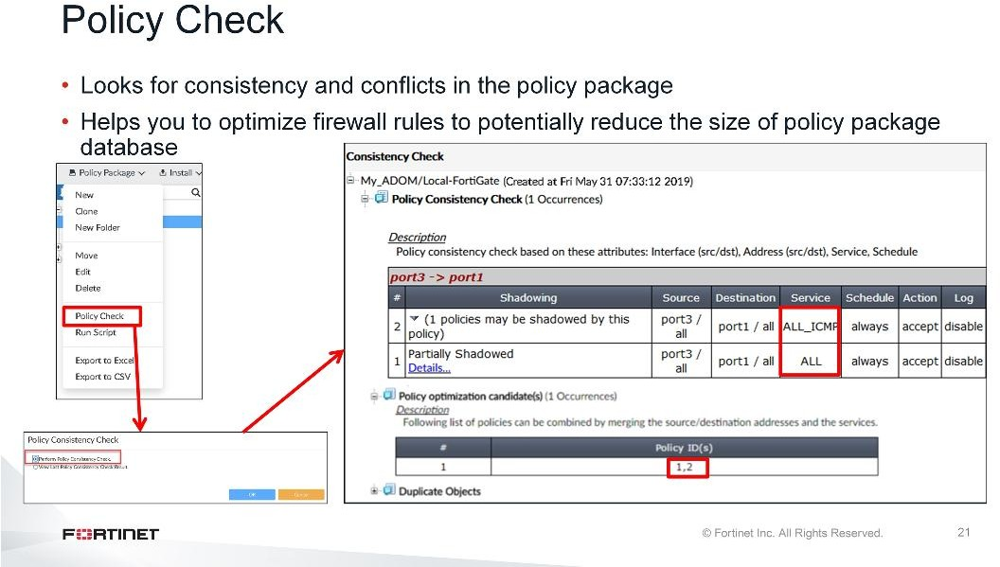 Policy Check
• Looks for consistency and conflicts in the policy package
• Helps you to optimize firewall rules to potentially reduce the size of policy package
database
Policy Package Install
New
Clone
New Folder
Move
Edit
Delete
Policy Check
Run Script
Export to Excel
Export to CSV
Policy Consistency Check
Perform Policy Consistency Check.
View Last Policy Consistency Check Result
OK Cancel
Consistency Check
My_ADOM/Local-FortiGate (Created at Fri May 31 07:33:12 2019)
Policy Consistency Check (1 Occurrences)
Description
Policy consistency check based on these attributes: Interface (src/dst), Address (src/dst), Service, Schedule
port3 -> port1
# Shadowing Source Destination Service Schedule Action Log
2 (1 policies may be shadowed by this policy) port3 / all port1 / all ALL_ICMP always accept disable
1 Partially Shadowed Details... port3 / all port1 / all ALL always accept disable
Policy optimization candidate(s) (1 Occurrences)
Description
Following list of policies can be combined by merging the source/destination addresses and the services.
# Policy ID(s)
1 1,2
Duplicate Objects
FORTINET
© Fortinet Inc. All Rights Reserved. 21